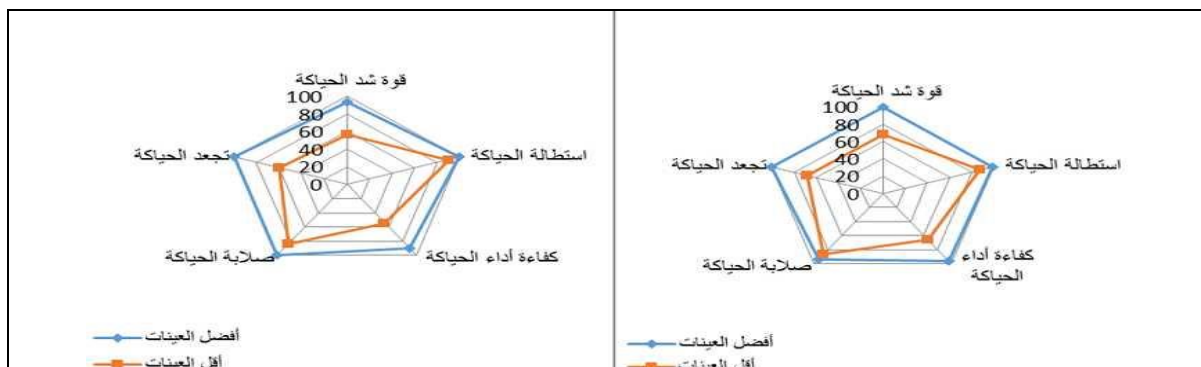 قوة شد الحياكة
100
80
60
40
20
0
استطالة الحياكة
كفاءة أداء
الحياكة
صلابة الحياكة
تجعد الحياكة
أفضل العينات
أقل العينات
قوة شد الحياكة
100
80
60
40
20
0
استطالة الحياكة
كفاءة أداء الحياكة
صلابة الحياكة
تجعد الحياكة
أفضل العينات
أقل العينات